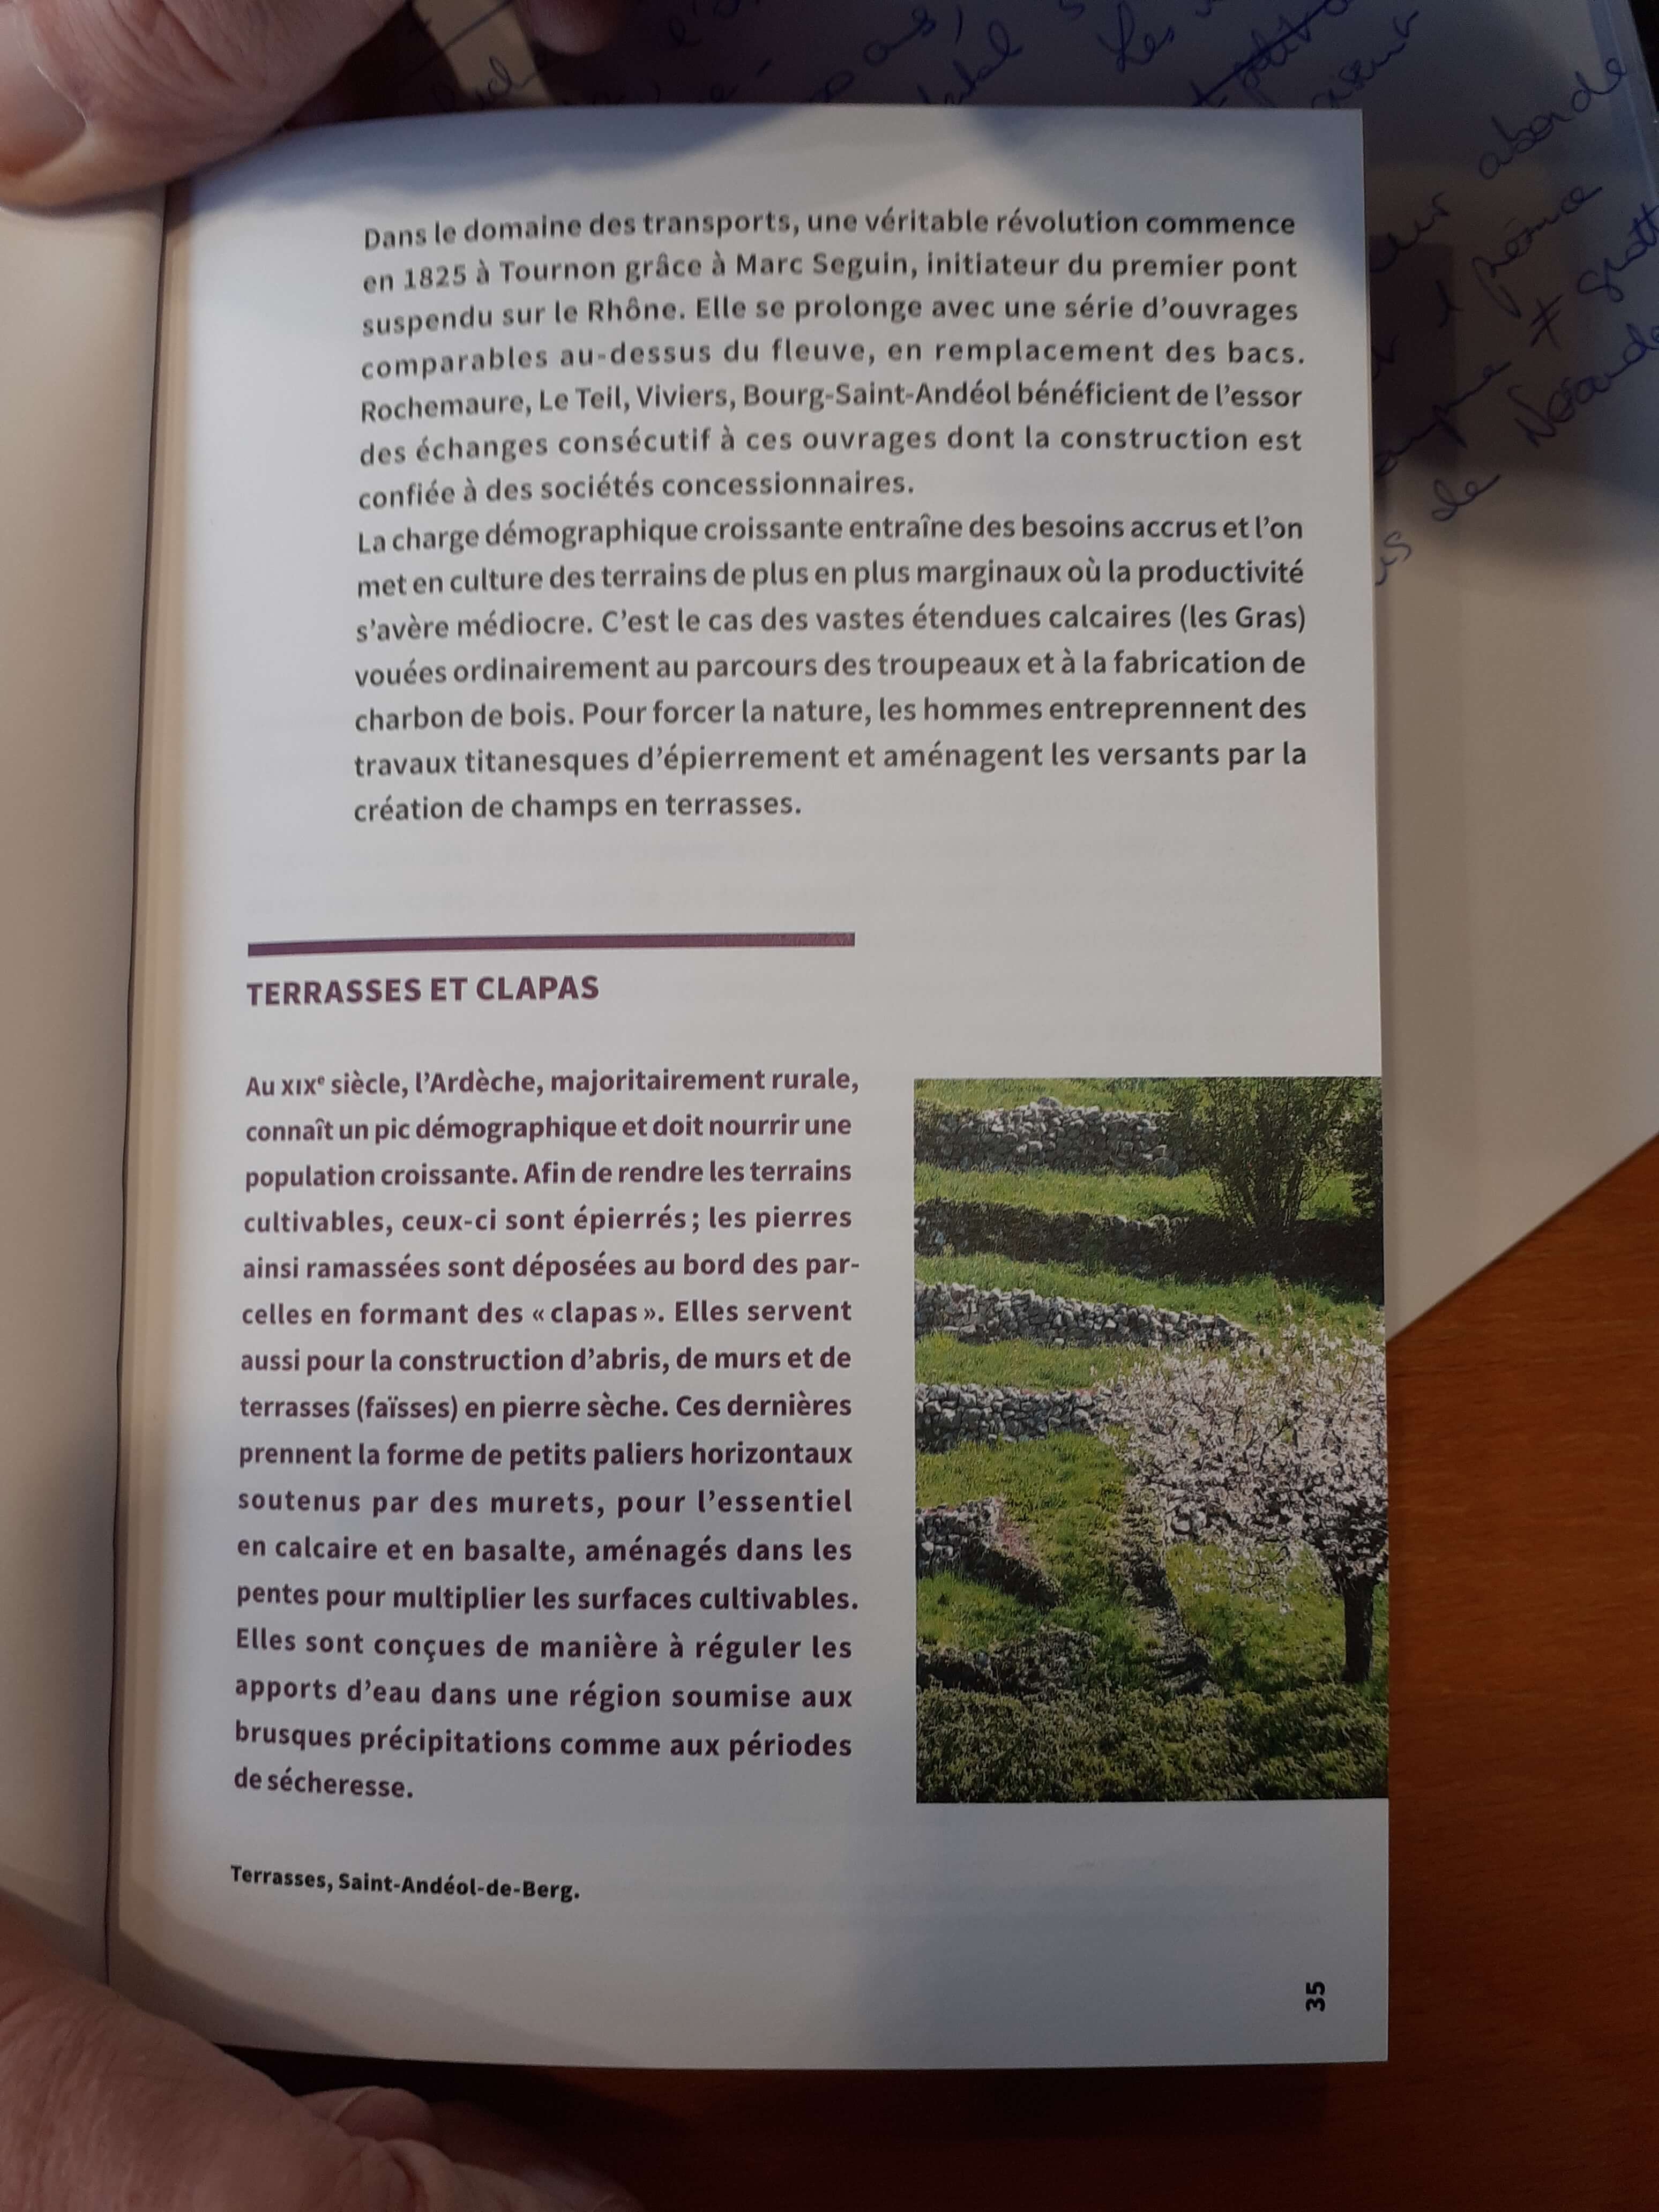 Dans le domaine des transports, une véritable révolution commence
en 1825 à Tournon grâce à Marc Seguin, initiateur du premier pont
suspendu sur le Rhône. Elle se prolonge avec une série d'ouvrages
comparables au-dessus du fleuve, en remplacement des bacs.
Rochemaure, Le Teil, Viviers, Bourg-Saint-Andéol bénéficient de l'essor
des échanges consécutif à ces ouvrages dont la construction est
confiée à des sociétés concessionnaires.
La charge démographique croissante entraîne des besoins accrus et l'on
met en culture des terrains de plus en plus marginaux où la productivité
s'avère médiocre. C'est le cas des vastes étendues calcaires (les Gras)
vouées ordinairement au parcours des troupeaux et à la fabrication de
charbon de bois. Pour forcer la nature, les hommes entreprennent des
travaux titanesques d'épierrement et aménagent les versants par la
création de champs en terrasses.
TERRASSES ET CLAPAS
Au XIXe siècle, l'Ardèche, majoritairement rurale,
connaît un pic démographique et doit nourrir une
population croissante. Afin de rendre les terrains
cultivables, ceux-ci sont épierrés ; les pierres
ainsi ramassées sont déposées au bord des par-
celles en formant des « clapas ». Elles servent
aussi pour la construction d'abris, de murs et de
terrasses (faïsses) en pierre sèche. Ces dernières
prennent la forme de petits paliers horizontaux
soutenus par des murets, pour l'essentiel
en calcaire et en basalte, aménagés dans les
pentes pour multiplier les surfaces cultivables.
Elles sont conçues de manière à réguler les
apports d'eau dans une région soumise aux
brusques précipitations comme aux périodes
de sécheresse.
Terrasses, Saint-Andéol-de-Berg.
35
Les
aborde
de